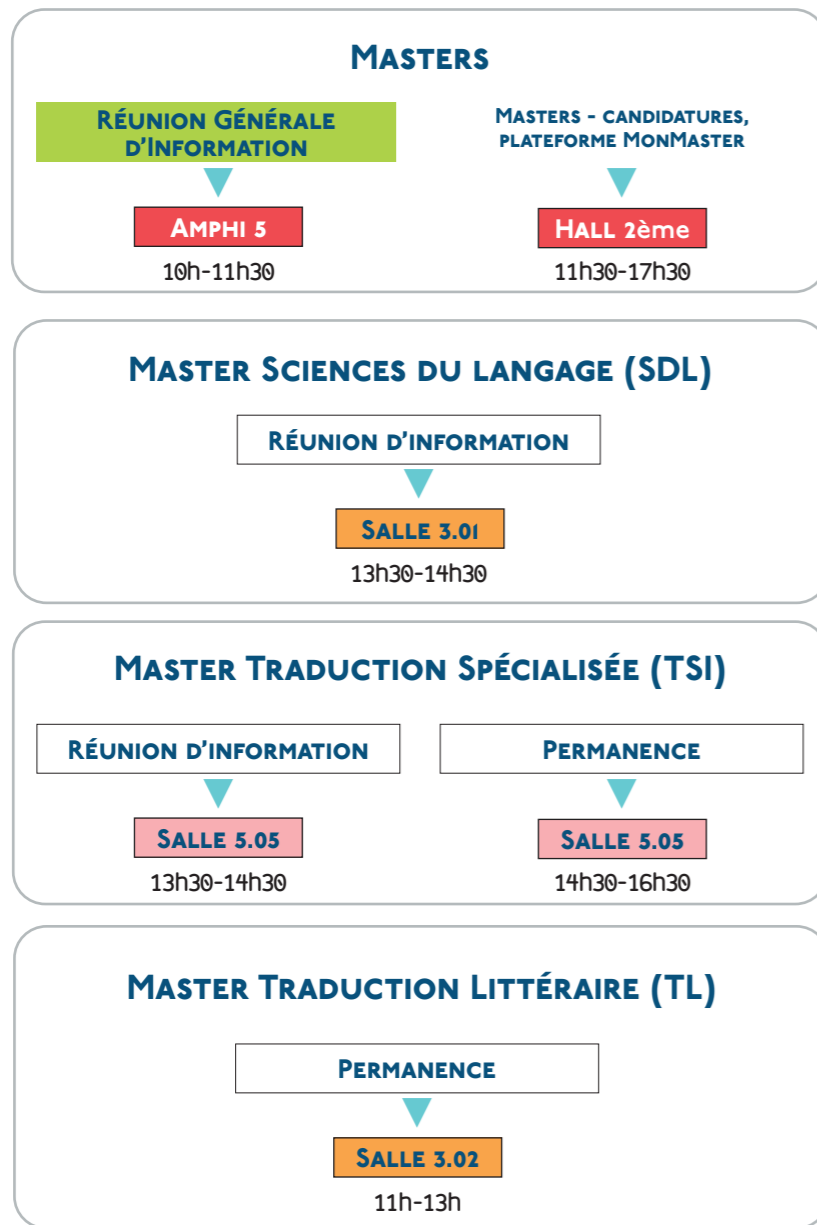 Masters
Réunion Générale
d'Information
Amphi 5
10h-11h30
Masters - candidatures,
plateforme MonMaster
Hall 2ème
11h30-17h30
Master Sciences du langage (SDL)
Réunion d'information
Salle 3.01
13h30-14h30
Master Traduction Spécialisée (TSI)
Réunion d'information
Salle 5.05
13h30-14h30
Permanence
Salle 5.05
14h30-16h30
Master Traduction Littéraire (TL)
Permanence
Salle 3.02
11h-13h